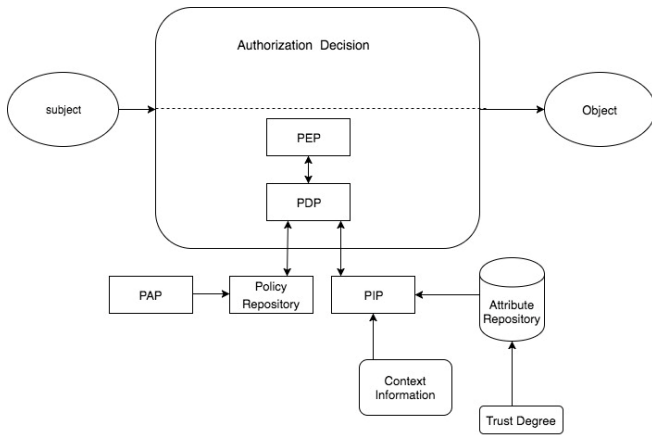 Authorization Decision
subject
Object
PEP
PDP
PAP
Policy
Repository
PIP
Attribute
Repository
Context
Information
Trust Degree